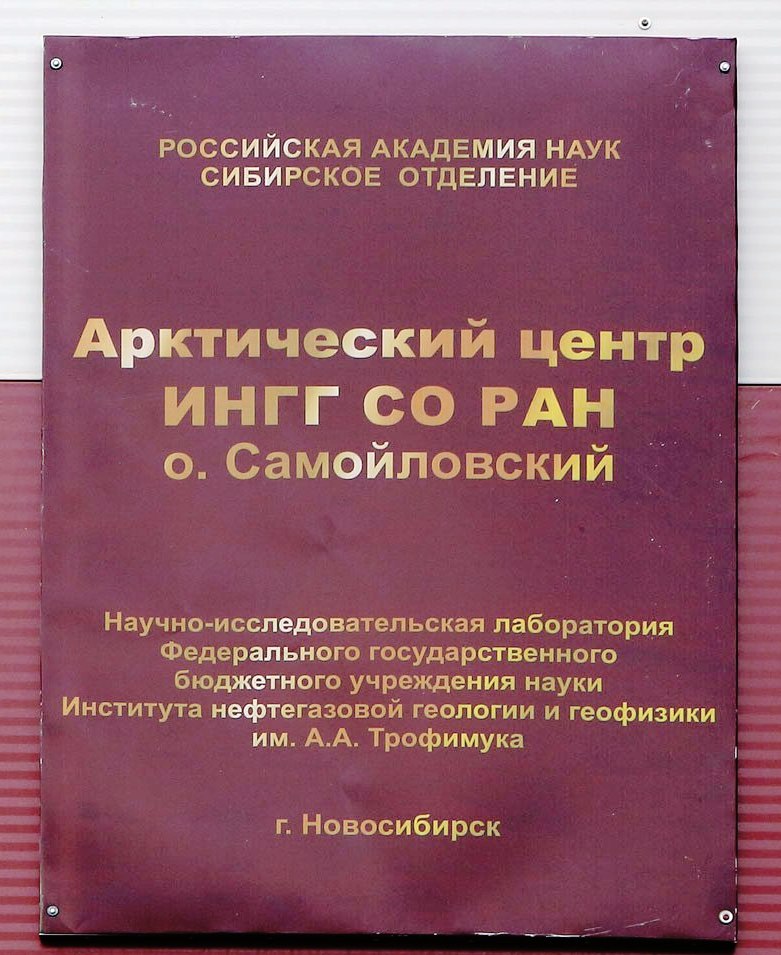 РОССИЙСКАЯ АКАДЕМИЯ НАУК
СИБИРСКОЕ ОТДЕЛЕНИЕ
Арктический центр
ИНГГ СО РАН
о. Самойловский
Научно-исследовательская лаборатория
Федерального государственного
бюджетного учреждения науки
Института нефтегазовой геологии и геофизики
им. А.А. Трофимука
г. Новосибирск